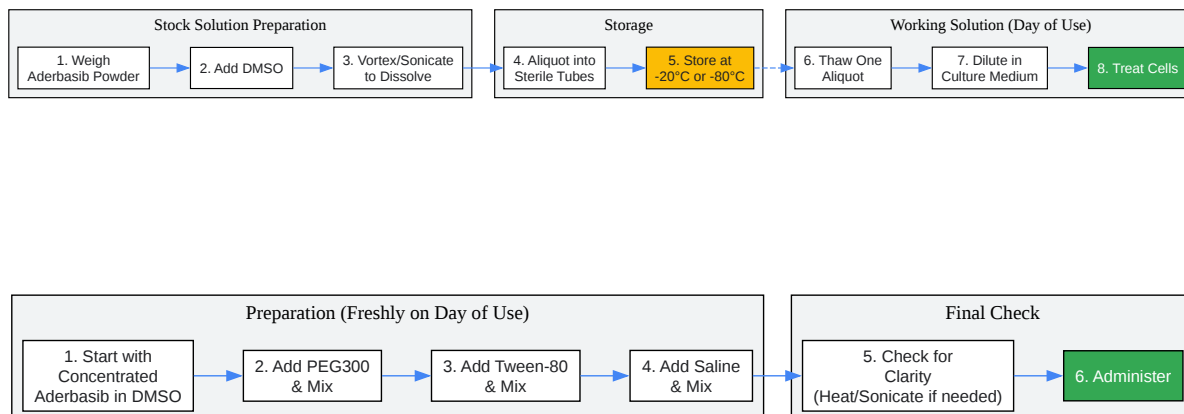 Stock Solution Preparation
1. Weigh
Aderbasib Powder
2. Add DMSO
3. Vortex/Sonicate
to Dissolve
Storage
4. Aliquot into
Sterile Tubes
5. Store at
-20°C or -80°C
Working Solution (Day of Use)
6. Thaw One
Aliquot
7. Dilute in
Culture Medium
8. Treat Cells
Preparation (Freshly on Day of Use)
1. Start with
Concentrated
Aderbasib in DMSO
2. Add PEG300
& Mix
3. Add Tween-80
& Mix
4. Add Saline
& Mix
Final Check
5. Check for
Clarity
(Heat/Sonicate if needed)
6. Administer